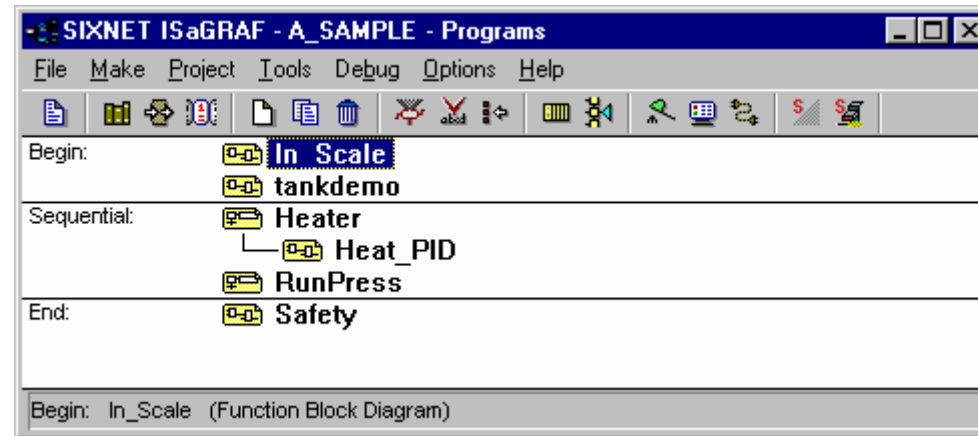 SIXNET ISaGRAF - A_SAMPLE - Programs
File Make Project Tools Debug Options Help
Begin: In_Scale
tankdemo
Sequential: Heater
Heat_PID
RunPress
End: Safety
Begin: In_Scale (Function Block Diagram)